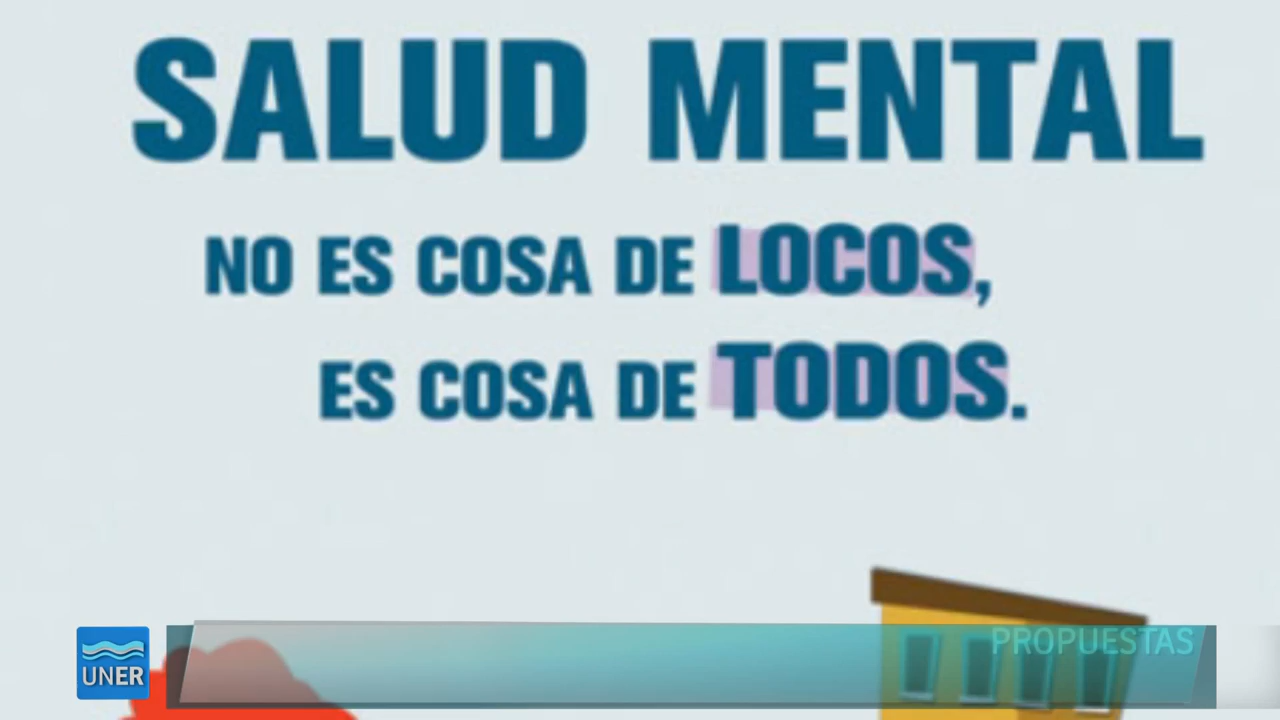 SALUD MENTAL
NO ES COSA DE LOCOS,
ES COSA DE TODOS.
PROPUESTAS
UNER